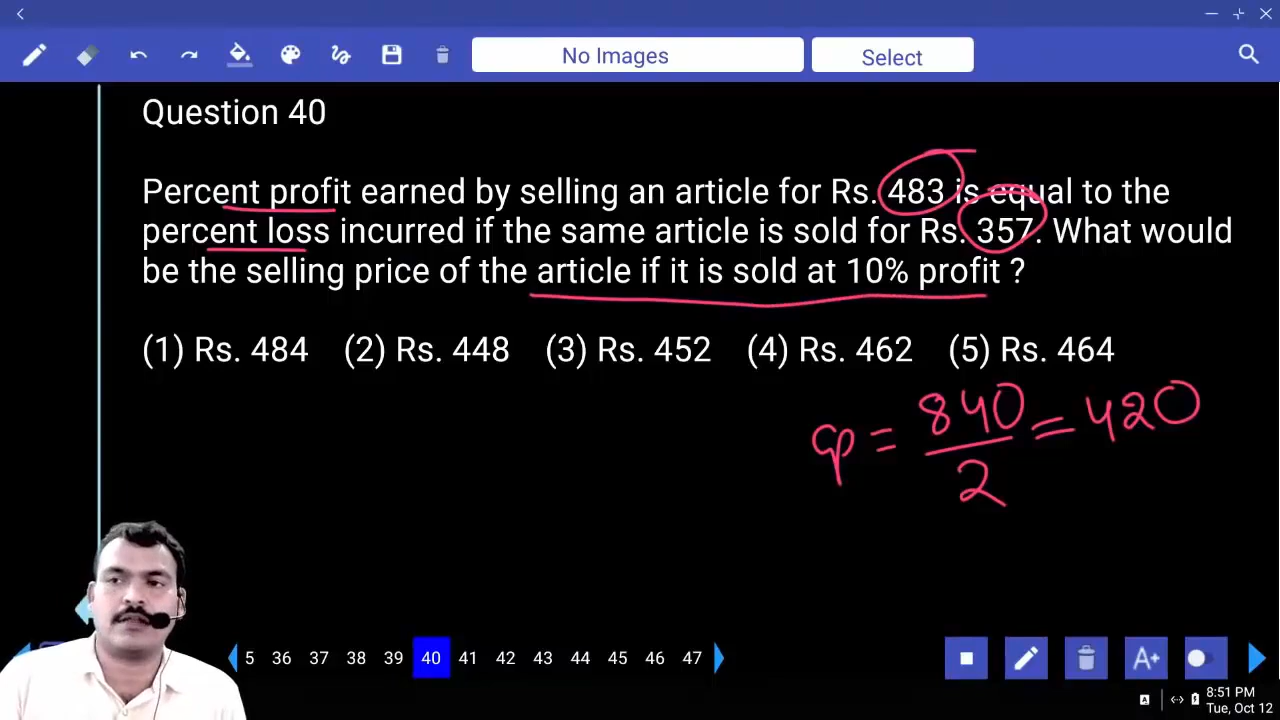 No Images
Select
Question 40
Percent profit earned by selling an article for Rs. 483 is equal to the
percent loss incurred if the same article is sold for Rs. 357. What would
be the selling price of the article if it is sold at 10% profit ?
(1) Rs. 484 (2) Rs. 448 (3) Rs. 452 (4) Rs. 462 (5) Rs. 464
cp = 840/2 = 420
5 36 37 38 39 40 41 42 43 44 45 46 47
A+
A
8:51 PM
Tue, Oct 12